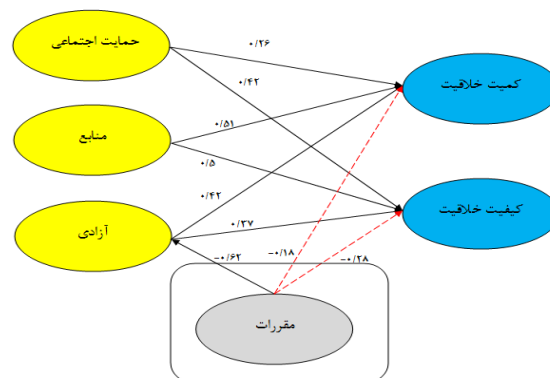 حمایت اجتماعی
۰/۲۶
کمیت خلاقیت
۰/۴۲
منابع
۰/۵۱
۰/۵
۰/۴۲
کیفیت خلاقیت
آزادی
۰/۳۷
-۰/۶۲
-۰/۱۸
-۰/۲۸
مقررات